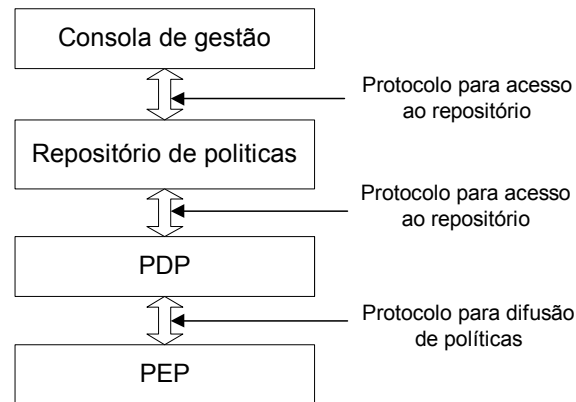 Consola de gestão
Protocolo para acesso
ao repositório
Repositório de politicas
Protocolo para acesso
ao repositório
PDP
Protocolo para difusão
de políticas
PEP